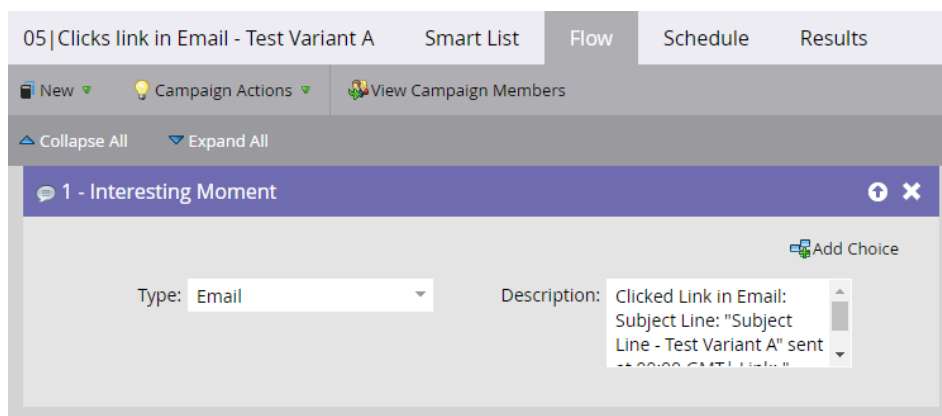 05|Clicks link in Email - Test Variant A Smart List Flow Schedule Results
New Campaign Actions View Campaign Members
Collapse All Expand All
1 - Interesting Moment
Add Choice
Type: Email Description: Clicked Link in Email:
Subject Line: "Subject
Line - Test Variant A" sent